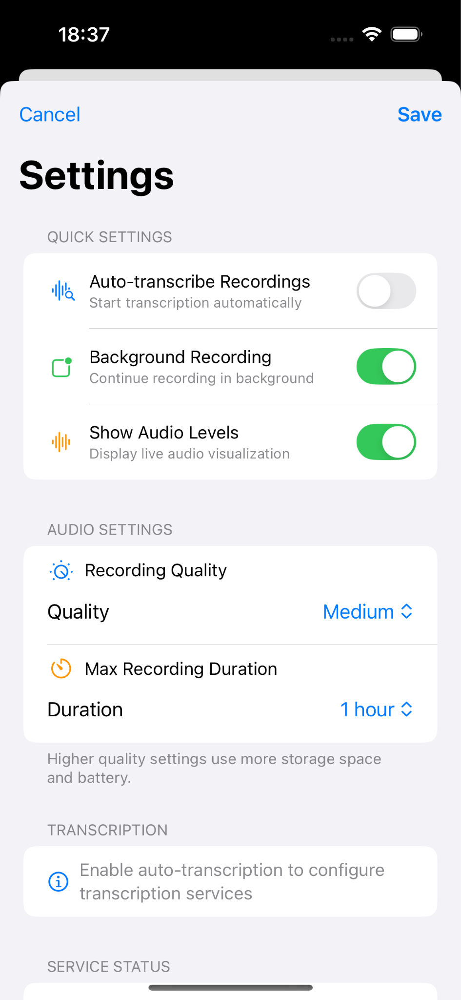 18:37
Cancel
Save
Settings
QUICK SETTINGS
Auto-transcribe Recordings
Start transcription automatically
Background Recording
Continue recording in background
Show Audio Levels
Display live audio visualization
AUDIO SETTINGS
Recording Quality
Quality
Medium
Max Recording Duration
Duration
1 hour
Higher quality settings use more storage space
and battery.
TRANSCRIPTION
Enable auto-transcription to configure
transcription services
SERVICE STATUS